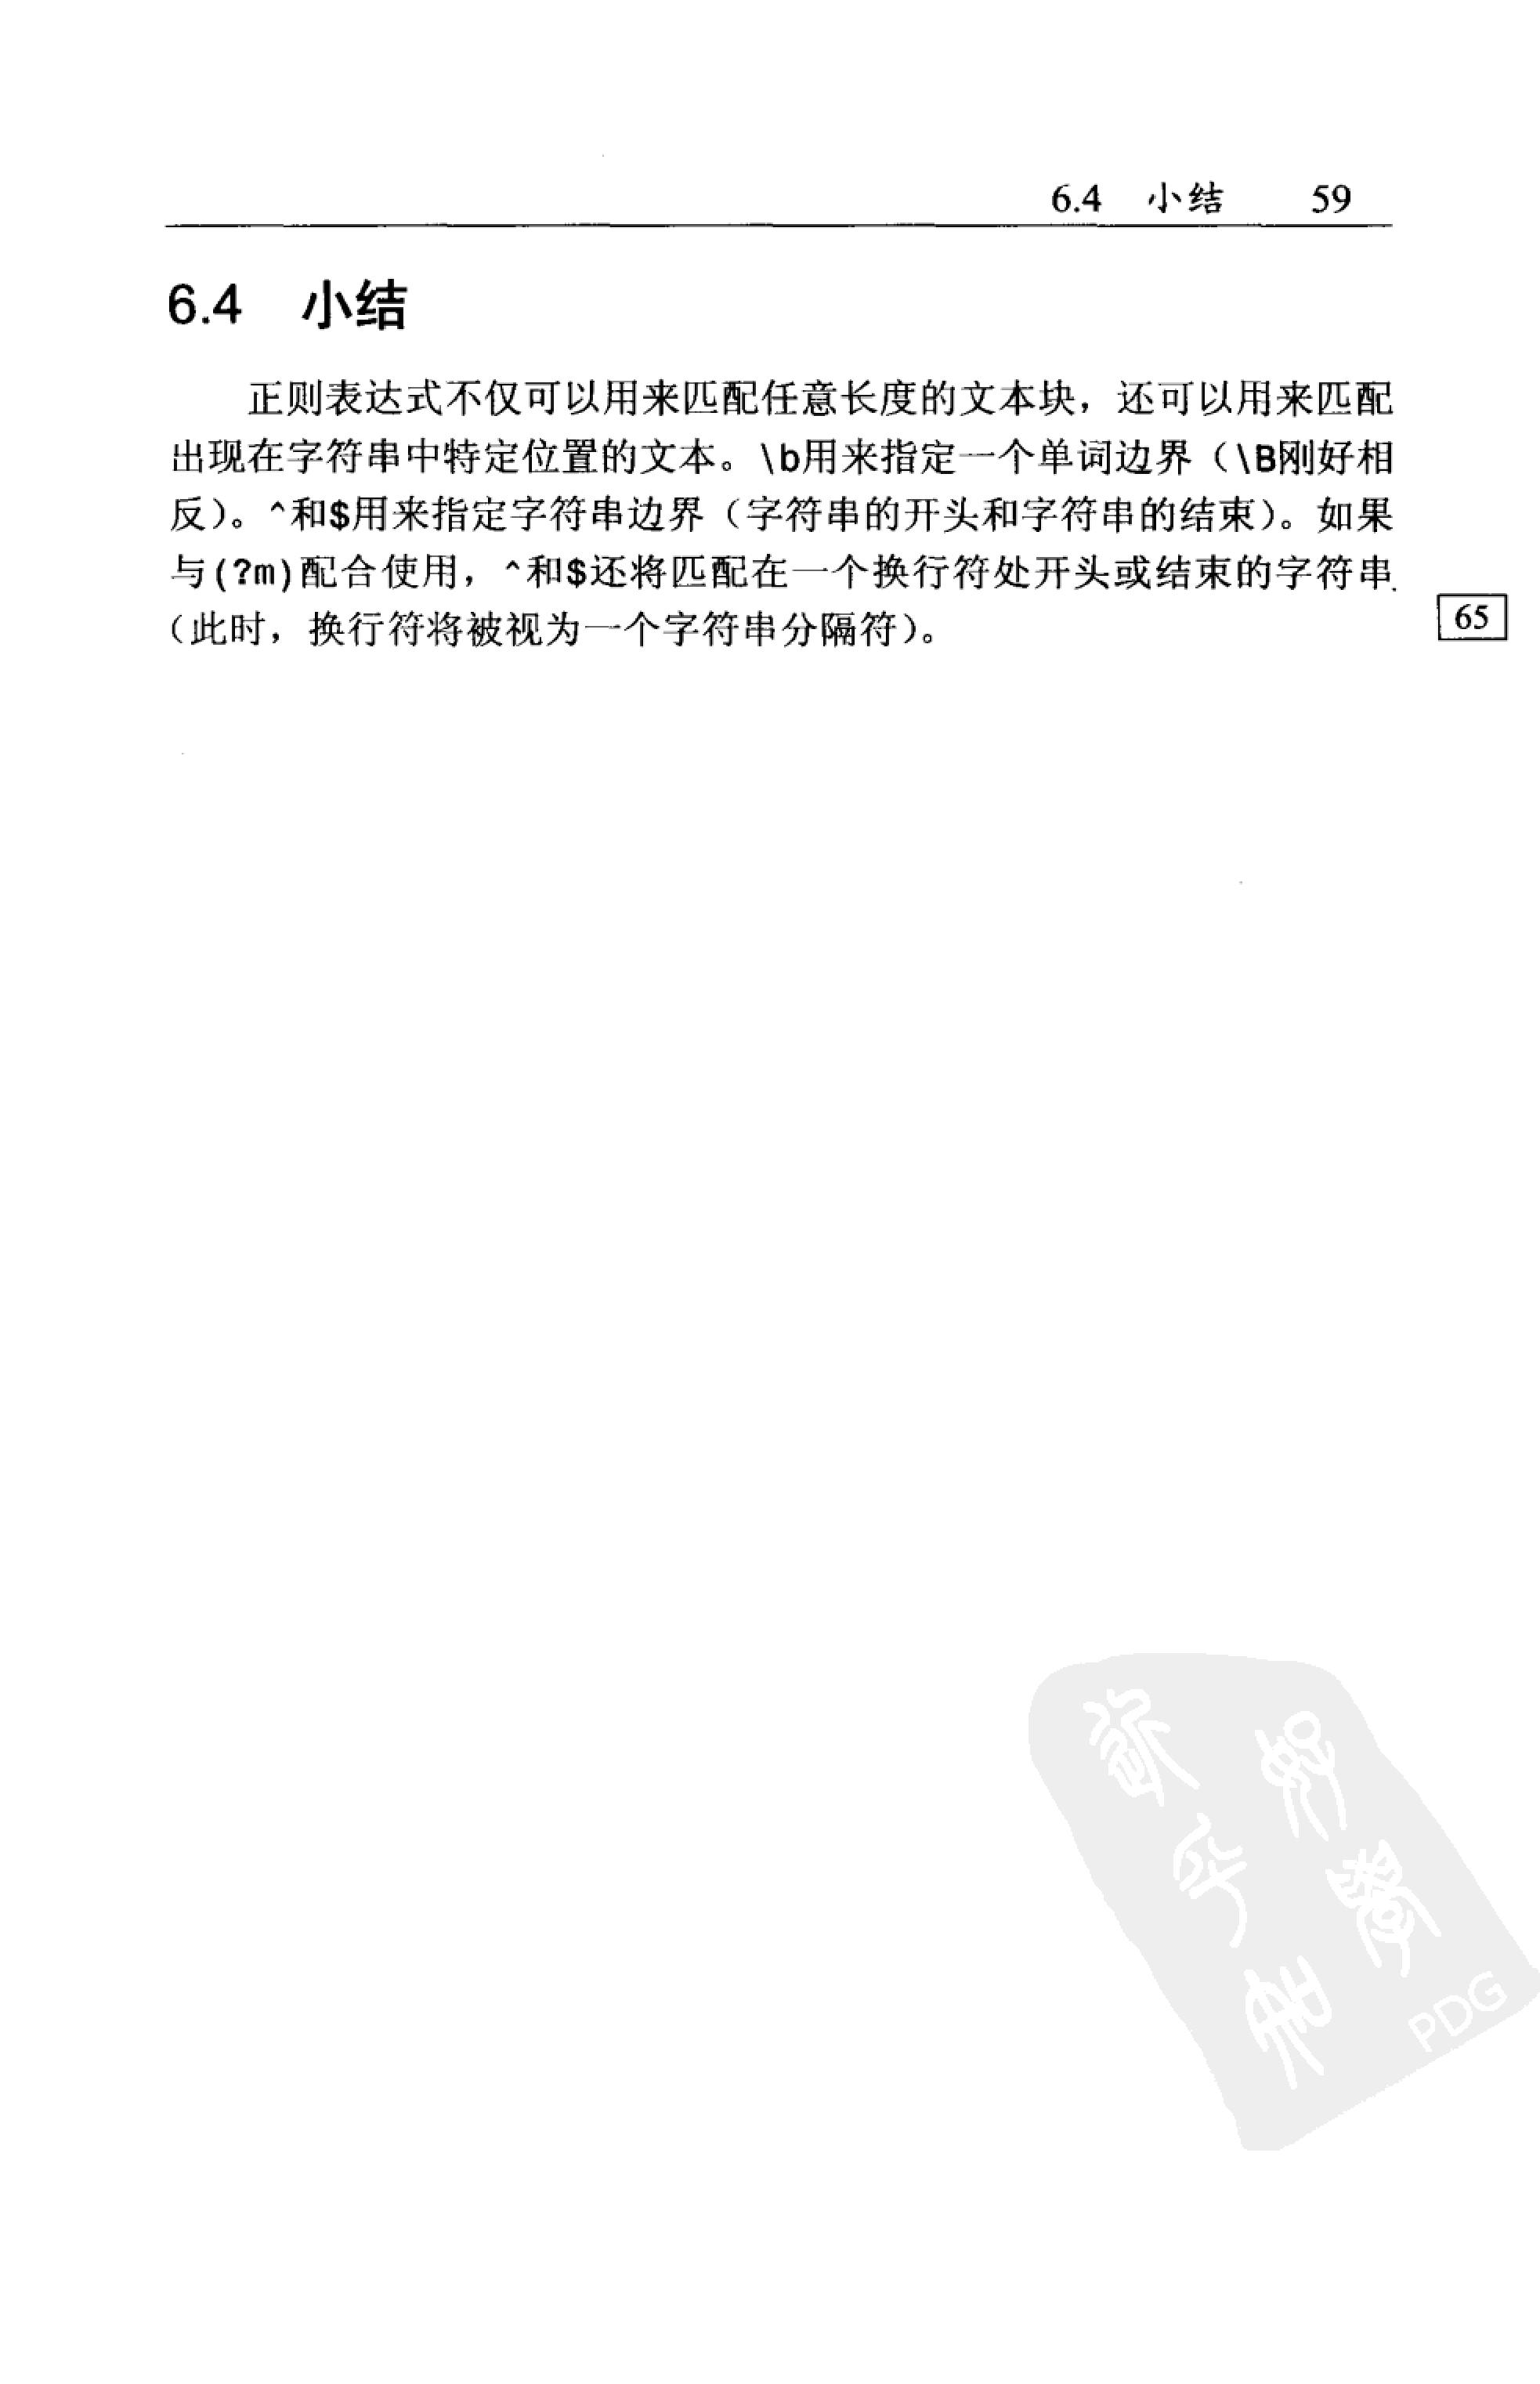 6.4 小结 59
6.4 小结
正则表达式不仅可以用来匹配任意长度的文本块，还可以用来匹配
出现在字符串中特定位置的文本。\b用来指定一个单词边界（\B刚好相
反）。^和$用来指定字符串边界（字符串的开头和字符串的结束）。如果
与(?m)配合使用，^和$还将匹配在一个换行符处开头或结束的字符串
（此时，换行符将被视为一个字符串分隔符）。
65
PDG